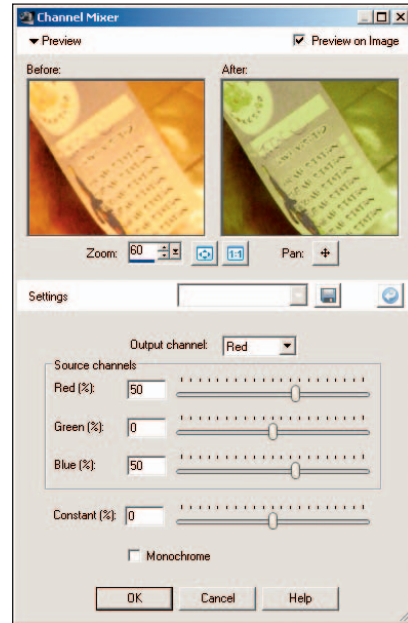 Channel Mixer
Preview
Preview on Image
Before:
After:
Zoom: 60
1:1
Pan:
Settings
Output channel: Red
Source channels
Red (%): 50
Green (%): 0
Blue (%): 50
Constant (%): 0
Monochrome
OK Cancel Help